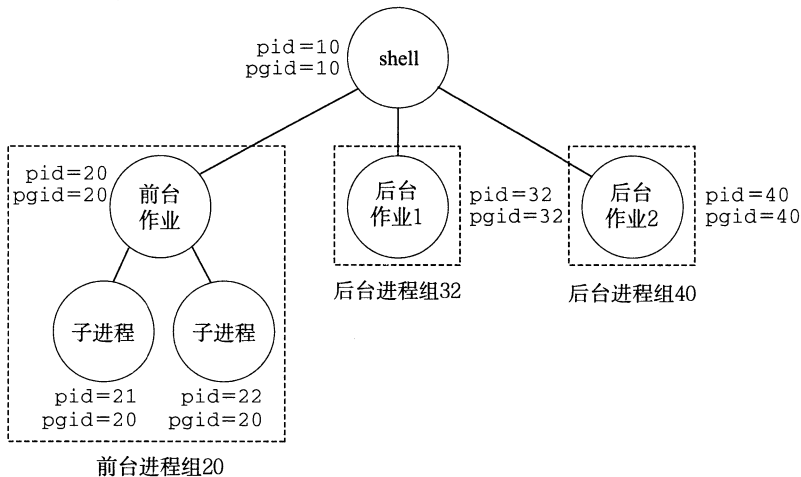 pid=10
pgid=10
shell
pid=20
pgid=20
前台
作业
后台
作业1
pid=32
pgid=32
后台
作业2
pid=40
pgid=40
后台进程组32
后台进程组40
子进程
子进程
pid=21
pgid=20
pid=22
pgid=20
前台进程组20